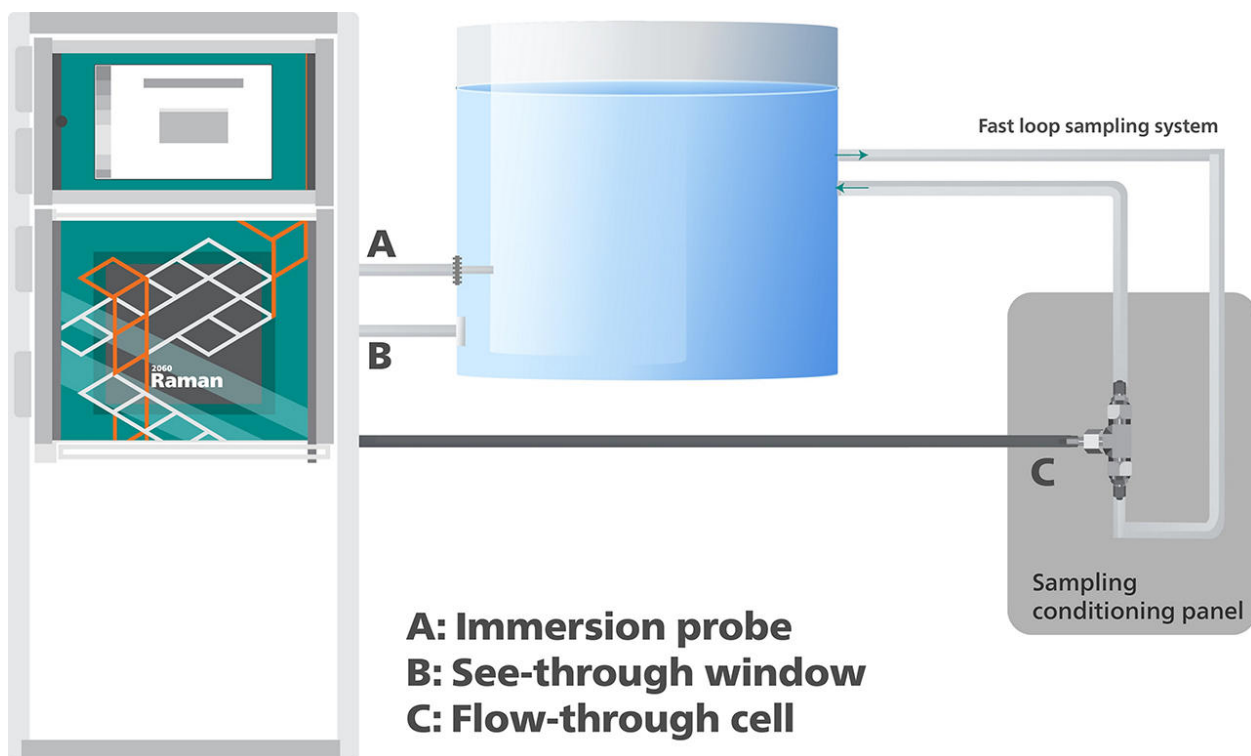 Fast loop sampling system
A
B
2060
Raman
C
Sampling
conditioning panel
A: Immersion probe
B: See-through window
C: Flow-through cell